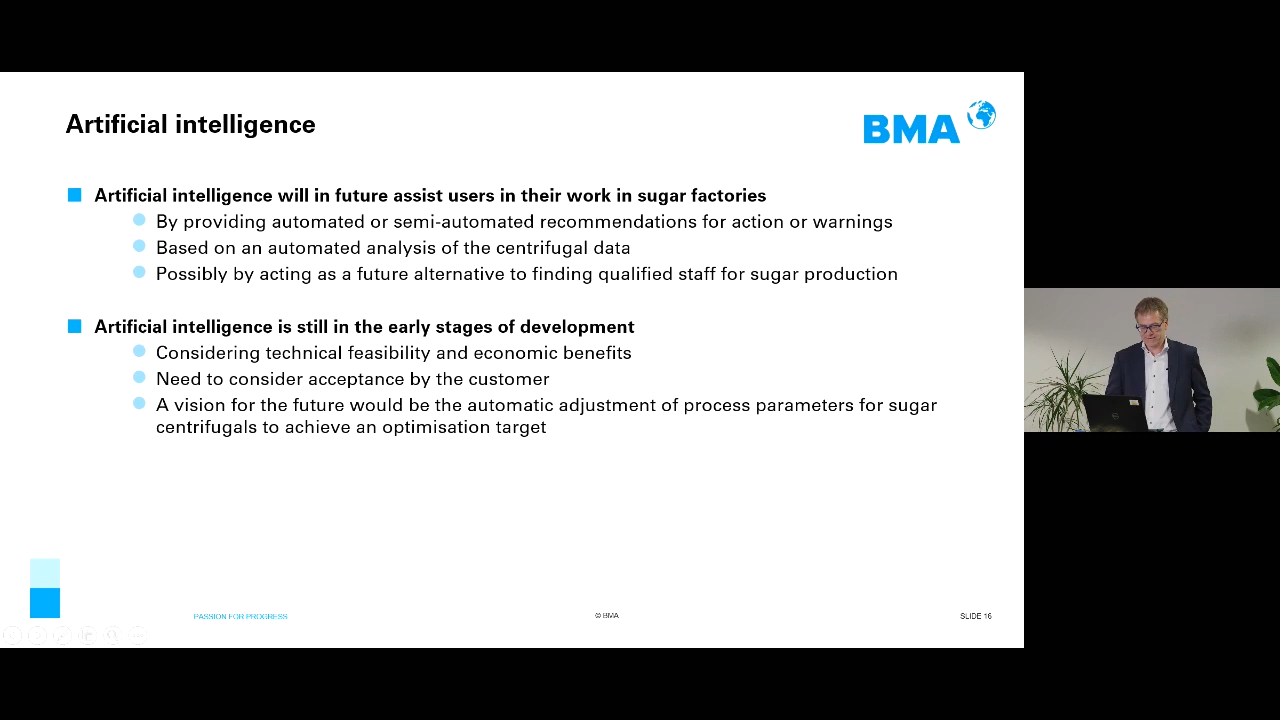 Artificial intelligence
BMA
Artificial intelligence will in future assist users in their work in sugar factories
By providing automated or semi-automated recommendations for action or warnings
Based on an automated analysis of the centrifugal data
Possibly by acting as a future alternative to finding qualified staff for sugar production
Artificial intelligence is still in the early stages of development
Considering technical feasibility and economic benefits
Need to consider acceptance by the customer
A vision for the future would be the automatic adjustment of process parameters for sugar
centrifugals to achieve an optimisation target
PASSION FOR PROGRESS
© BMA
SLIDE 16